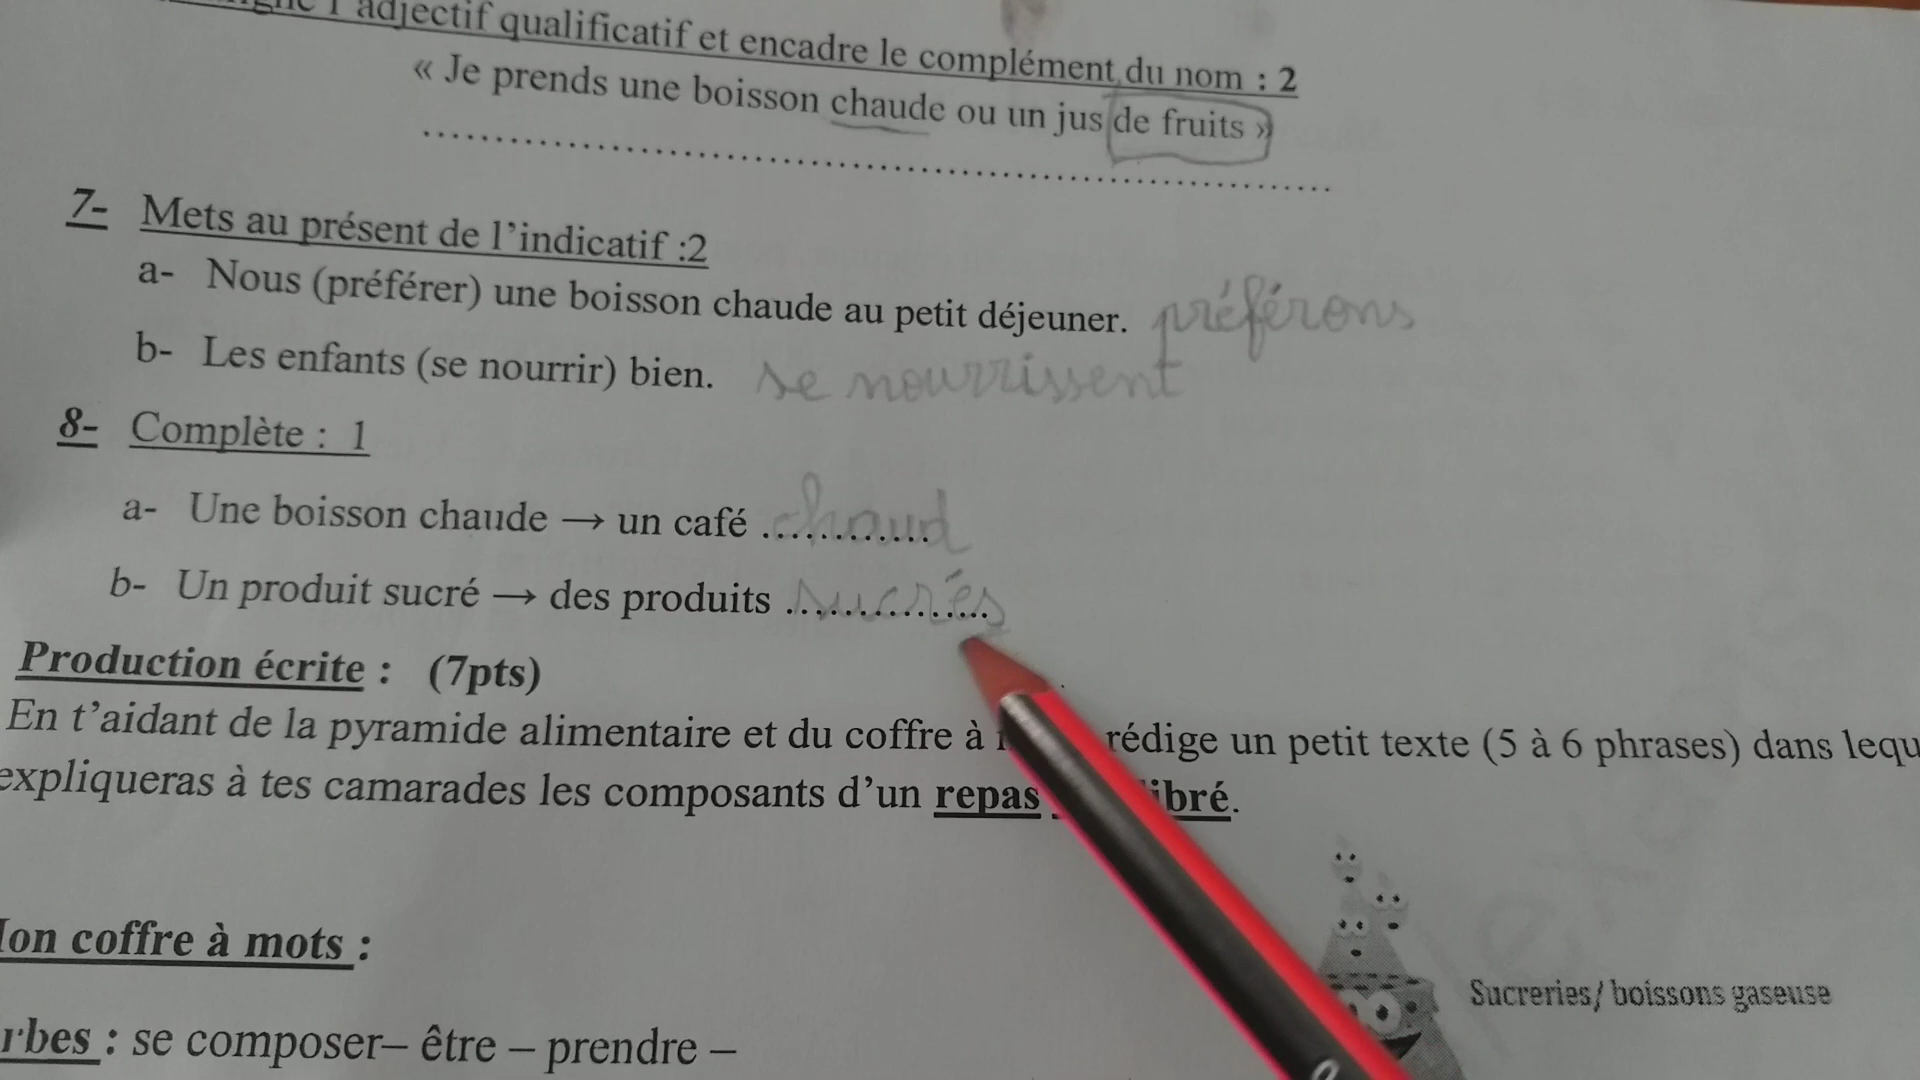 l'adjectif qualificatif et encadre le complément du nom : 2
« Je prends une boisson chaude ou un jus de fruits »
7- Mets au présent de l'indicatif :2
a- Nous (préférer) une boisson chaude au petit déjeuner. préférons
b- Les enfants (se nourrir) bien. se nourrissent
8- Complète : 1
a- Une boisson chaude → un café ............ chaud
b- Un produit sucré → des produits ............... sucrés
Production écrite : (7pts)
En t'aidant de la pyramide alimentaire et du coffre à rédige un petit texte (5 à 6 phrases) dans lequ
expliqueras à tes camarades les composants d'un repas ibré.
on coffre à mots :
Sucreries/ boissons gaseuse
rbes : se composer– être – prendre –